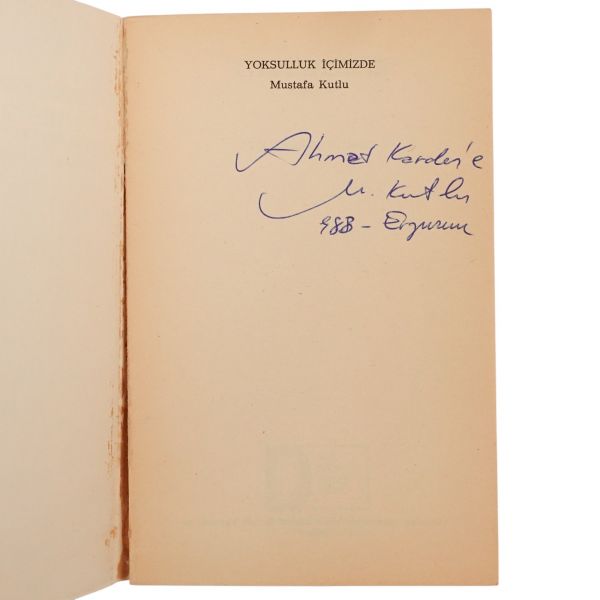 YOKSULLUK İÇİMİZDE
Mustafa Kutlu
Ahmet Kardeş'e
M. Kutlu
988 - Erzurum